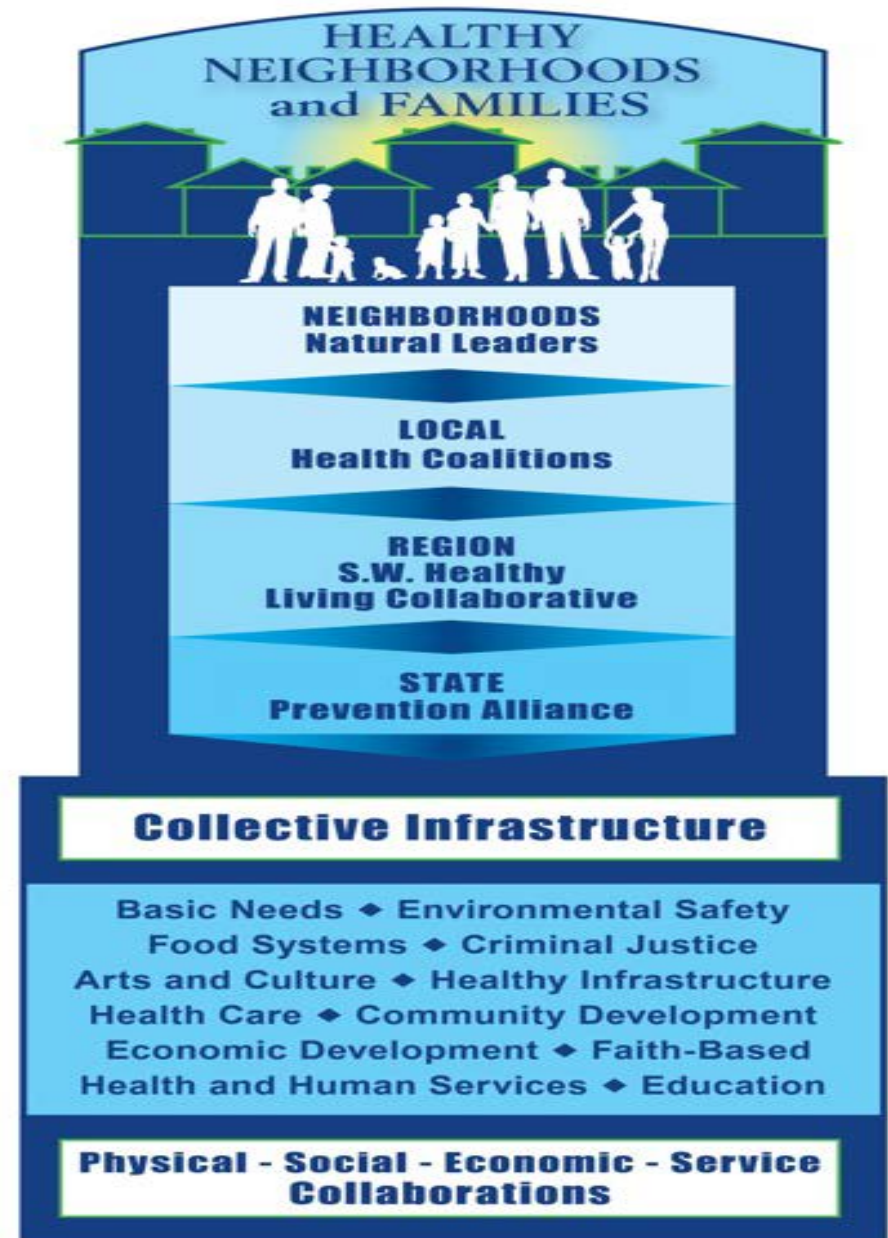 HEALTHY
NEIGHBORHOODS
and FAMILIES
NEIGHBORHOODS
Natural Leaders
LOCAL
Health Coalitions
REGION
S.W. Healthy
Living Collaborative
STATE
Prevention Alliance
Collective Infrastructure
Basic Needs ◆ Environmental Safety
Food Systems ◆ Criminal Justice
Arts and Culture ◆ Healthy Infrastructure
Health Care ◆ Community Development
Economic Development ◆ Faith-Based
Health and Human Services ◆ Education
Physical - Social - Economic - Service
Collaborations